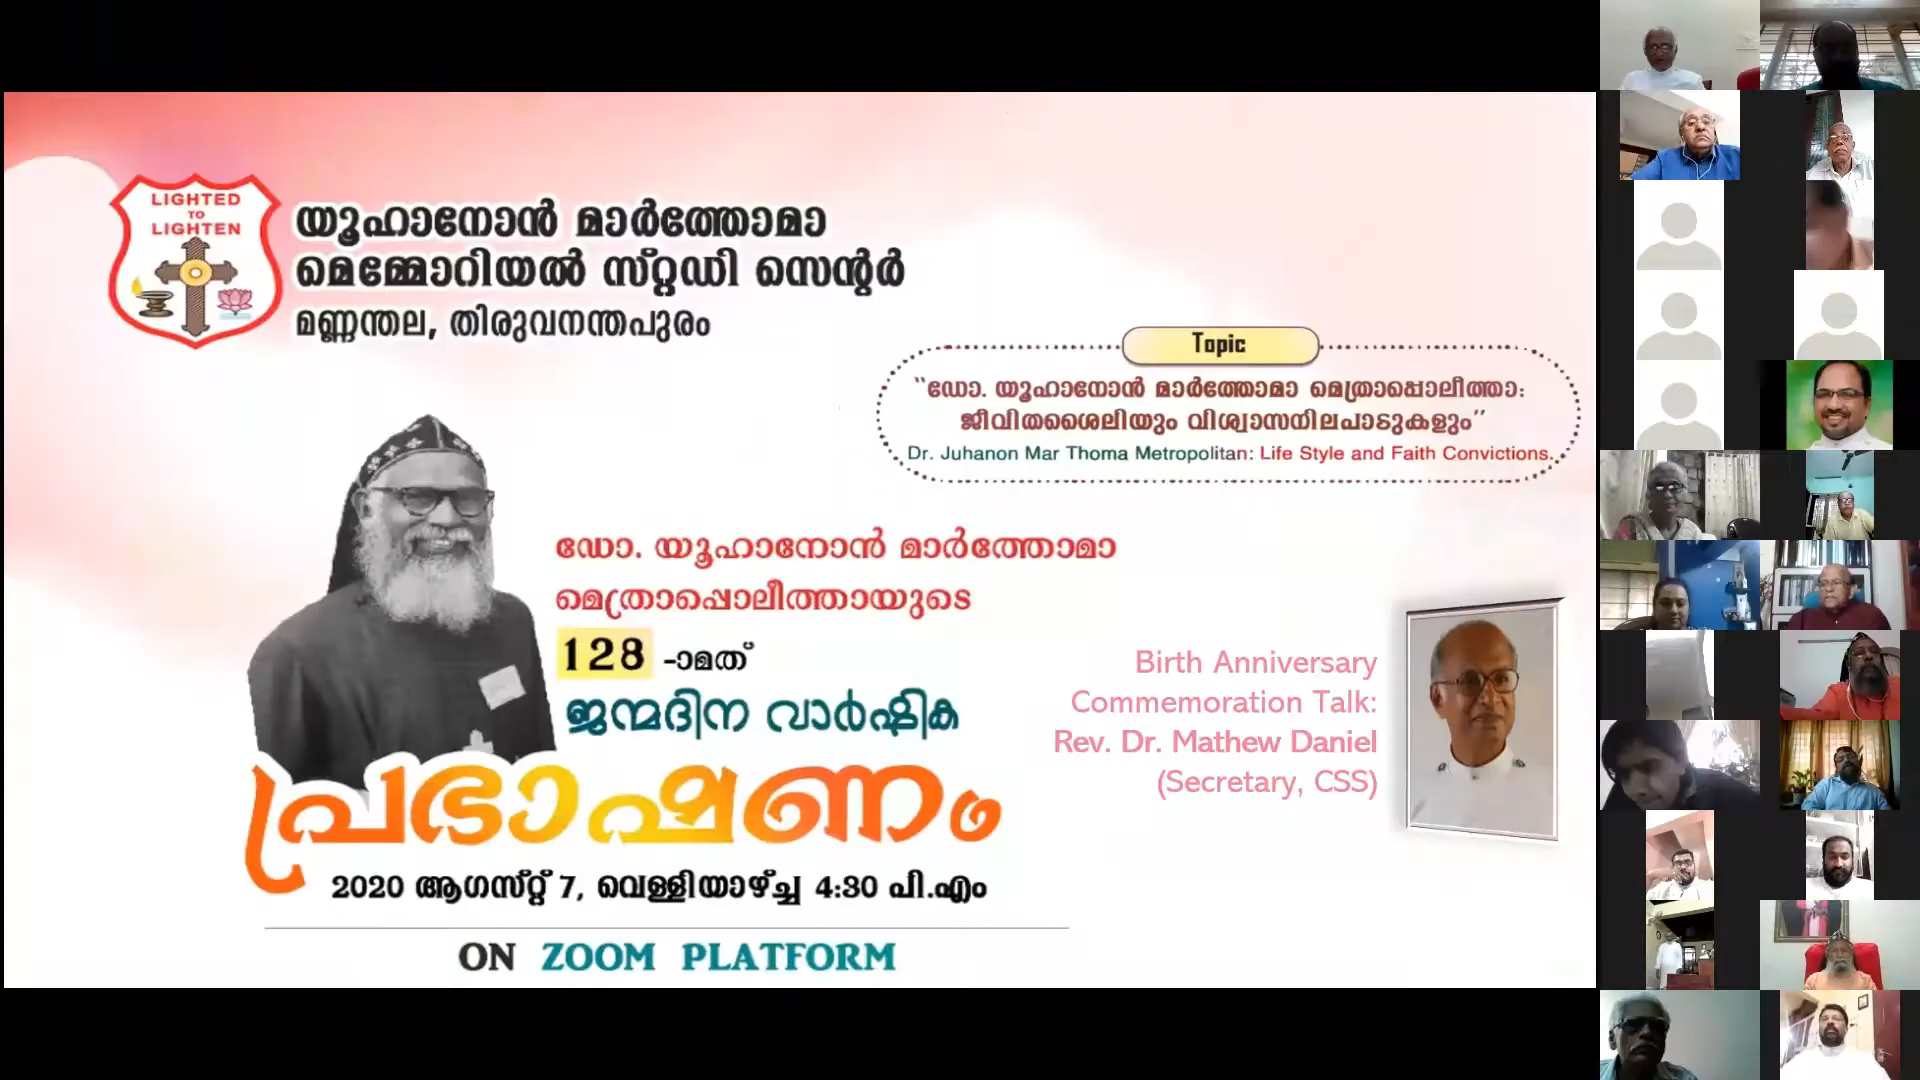 LIGHTED
TO
LIGHTEN
യൂഹാനോൻ മാർത്തോമാ
മെമ്മോറിയൽ സ്റ്റഡി സെന്റർ
മണ്ണന്തല, തിരുവനന്തപുരം
Topic
"ഡോ. യൂഹാനോൻ മാർത്തോമാ മെത്രാപ്പൊലീത്താ:
ജീവിതശൈലിയും വിശ്വാസനിലപാടുകളും"
Dr. Juhanon Mar Thoma Metropolitan: Life Style and Faith Convictions.
ഡോ. യൂഹാനോൻ മാർത്തോമാ
മെത്രാപ്പൊലീത്തായുടെ
128 -ാമത്
ജന്മദിന വാർഷിക
പ്രഭാഷണം
2020 ആഗസ്റ്റ് 7, വെള്ളിയാഴ്ച്ച 4:30 പി.എം
ON ZOOM PLATFORM
Birth Anniversary
Commemoration Talk:
Rev. Dr. Mathew Daniel
(Secretary, CSS)